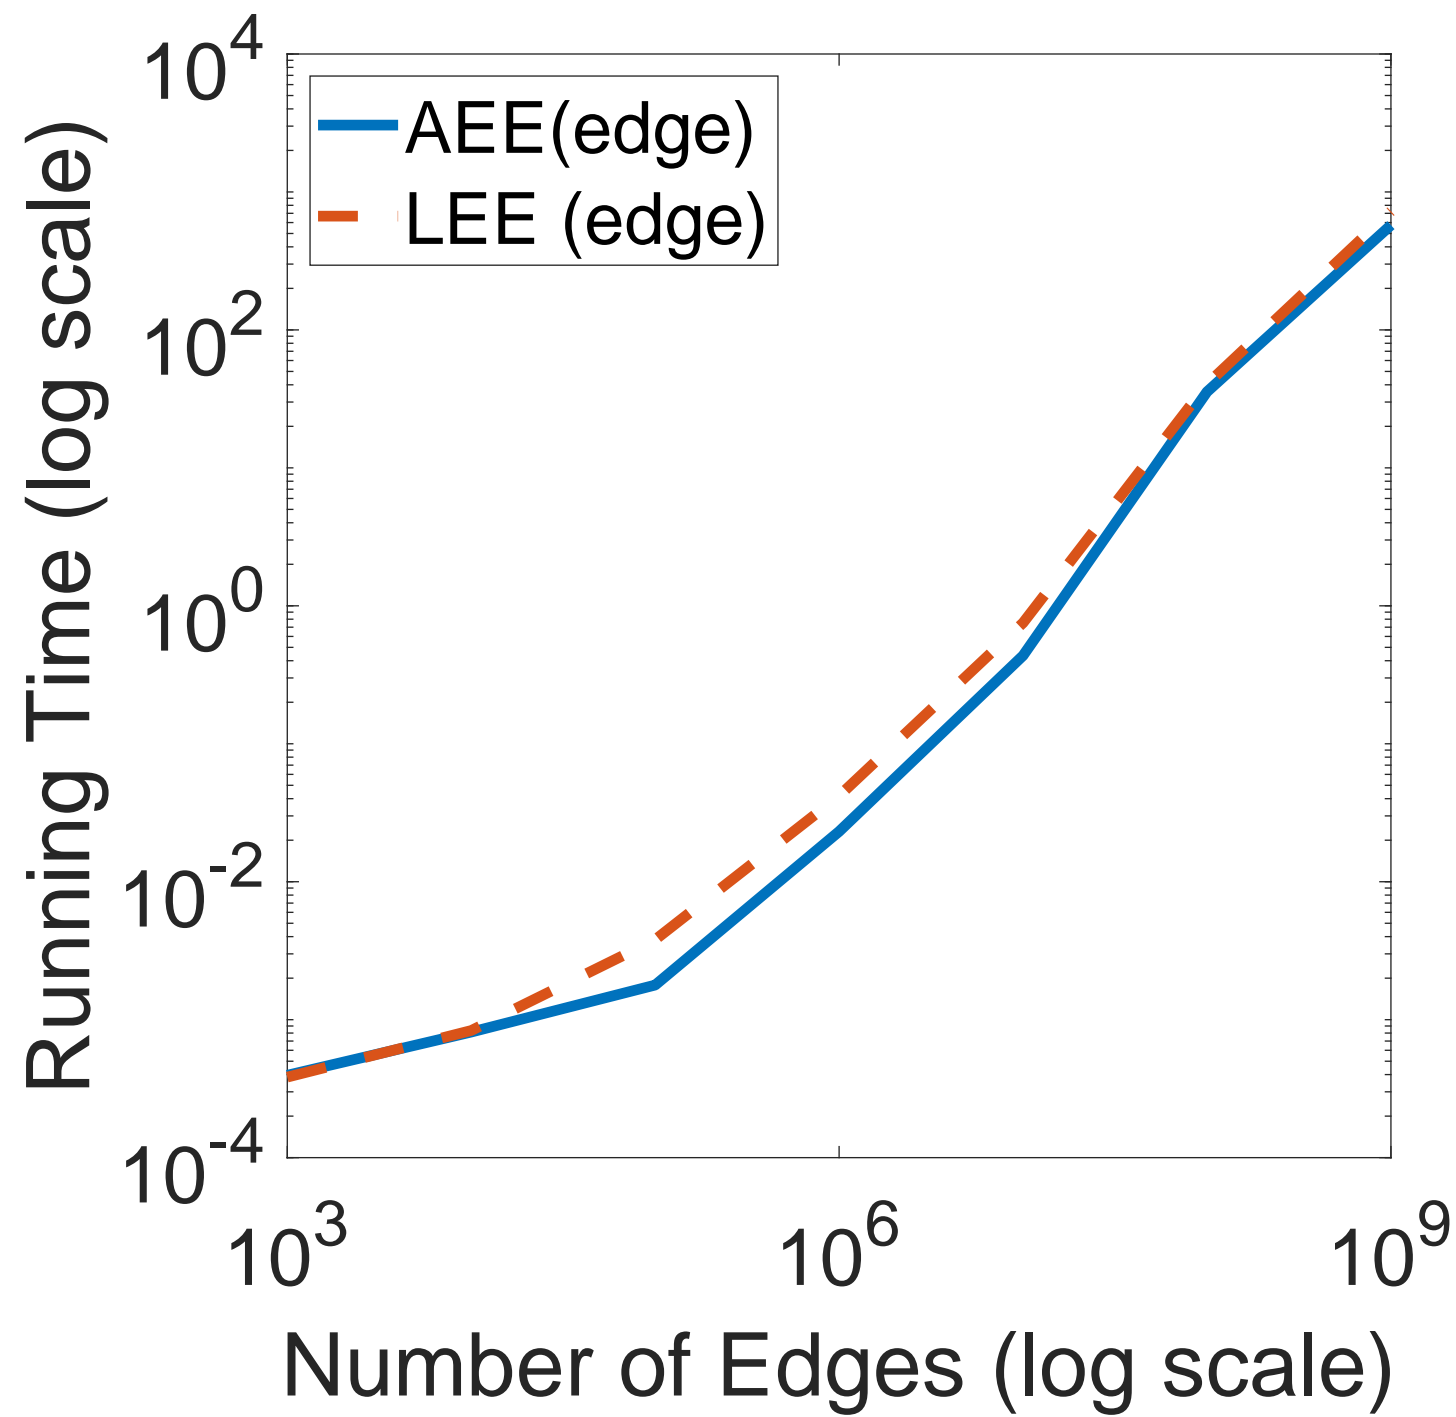 10^4
10^2
10^0
10^-2
10^-4
Running Time (log scale)
AEE(edge)
LEE (edge)
10^3
10^6
10^9
Number of Edges (log scale)